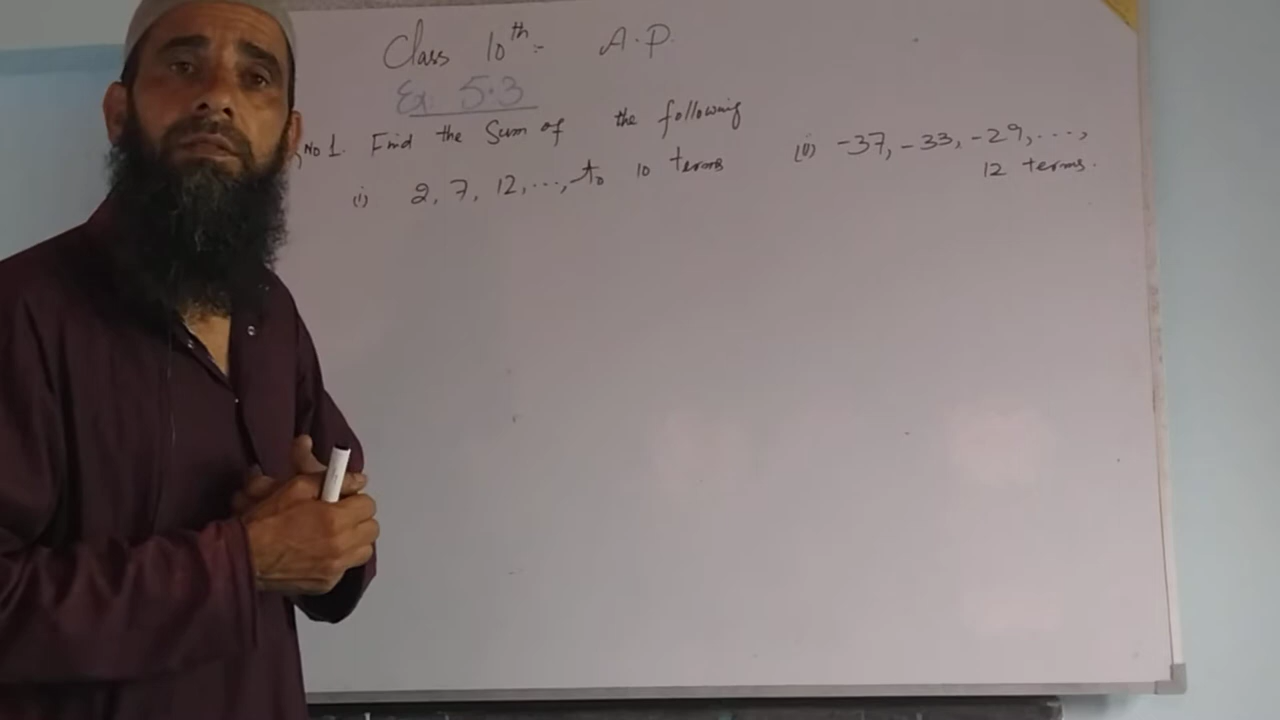 Class 10th:- A.P.
Ex. 5.3
No 1. Find the Sum of the following
(i) 2, 7, 12, ..., to 10 terms
(ii) -37, -33, -29, ...,
12 terms.